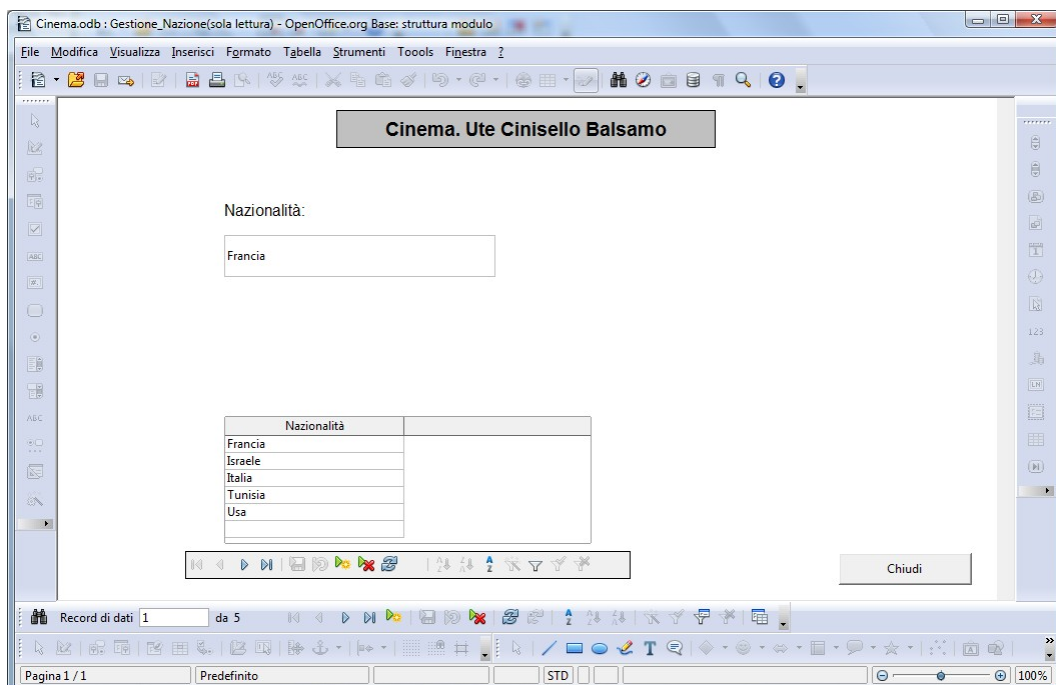 Cinema.odb : Gestione_Nazione(sola lettura) - OpenOffice.org Base: struttura modulo
File Modifica Visualizza Inserisci Formato Tabella Strumenti Toools Finestra ?
Cinema. Ute Cinisello Balsamo
Nazionalità:
Francia
Nazionalità
Francia
Israele
Italia
Tunisia
Usa
Chiudi
Record di dati 1 da 5
Pagina 1 / 1 Predefinito STD 100%